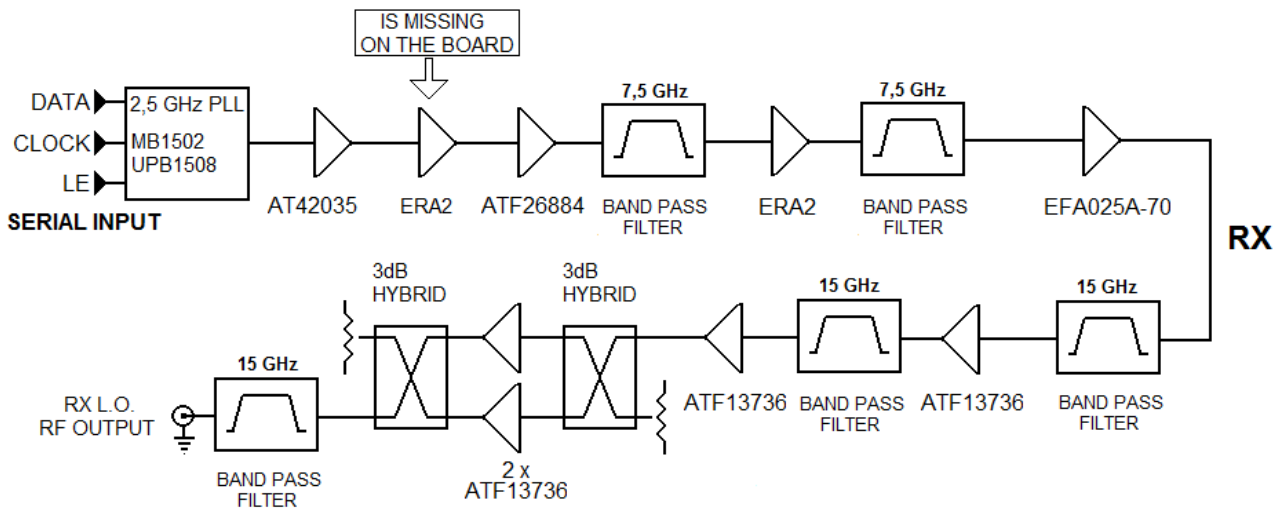 IS MISSING
ON THE BOARD
DATA
CLOCK
LE
SERIAL INPUT
2,5 GHz PLL
MB1502
UPB1508
AT42035
ERA2
ATF26884
7,5 GHz
BAND PASS
FILTER
ERA2
7,5 GHz
BAND PASS
FILTER
EFA025A-70
RX
3dB
HYBRID
3dB
HYBRID
15 GHz
15 GHz
15 GHz
RX L.O.
RF OUTPUT
BAND PASS
FILTER
2 x
ATF13736
ATF13736
BAND PASS
FILTER
ATF13736
BAND PASS
FILTER